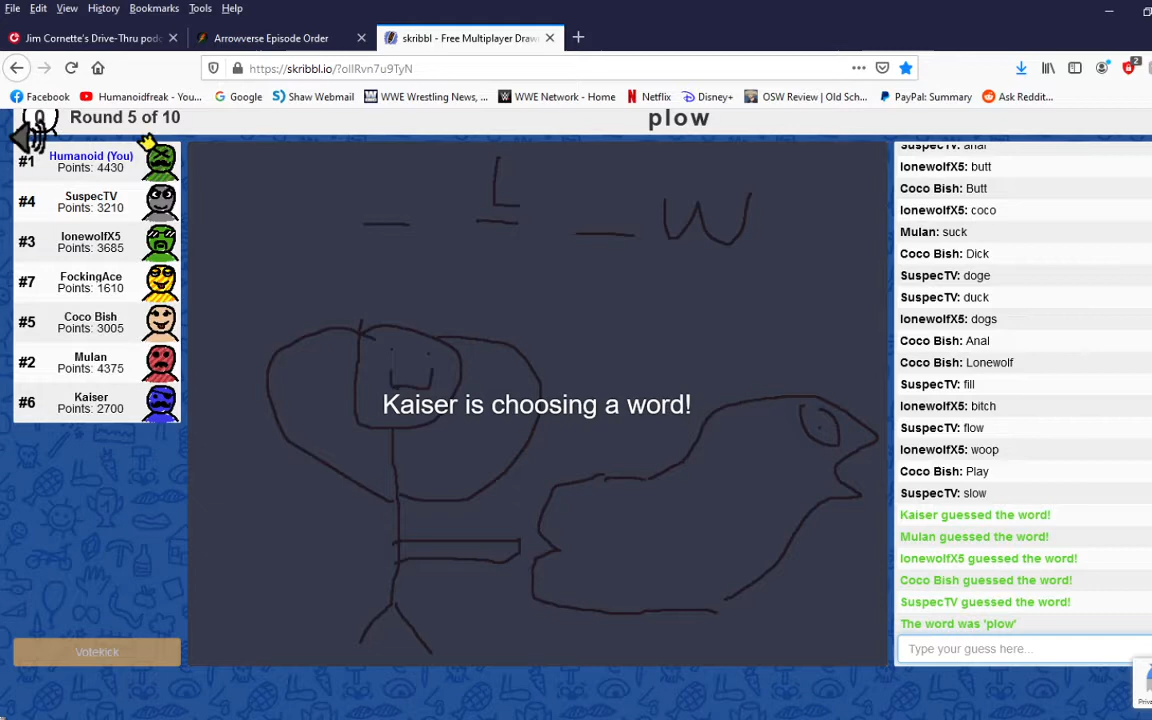 File Edit View History Bookmarks Tools Help
Jim Cornette's Drive-Thru pod Arrowverse Episode Order skribbl - Free Multiplayer Draw
https://skribbl.io/?olIRvn7u9TyN
2
Facebook Humanoidfreak - You... Google Shaw Webmail WWE Wrestling News, ... WWE Network - Home Netflix Disney+ OSW Review | Old Sch... PayPal: Summary Ask Reddit...
0 Round 5 of 10 plow
#1 Humanoid (You)
Points: 4430
#4 SuspecTV
Points: 3210
#3 lonewolfX5
Points: 3685
#7 FockingAce
Points: 1610
#5 Coco Bish
Points: 3005
#2 Mulan
Points: 4375
#6 Kaiser
Points: 2700
Votekick
_ L _ W
Kaiser is choosing a word!
SuspecTV: anal
lonewolfX5: butt
Coco Bish: Butt
lonewolfX5: coco
Mulan: suck
Coco Bish: Dick
SuspecTV: doge
SuspecTV: duck
lonewolfX5: dogs
Coco Bish: Anal
Coco Bish: Lonewolf
SuspecTV: fill
lonewolfX5: bitch
SuspecTV: flow
lonewolfX5: woop
Coco Bish: Play
SuspecTV: slow
Kaiser guessed the word!
Mulan guessed the word!
lonewolfX5 guessed the word!
Coco Bish guessed the word!
SuspecTV guessed the word!
The word was 'plow'
Type your guess here...